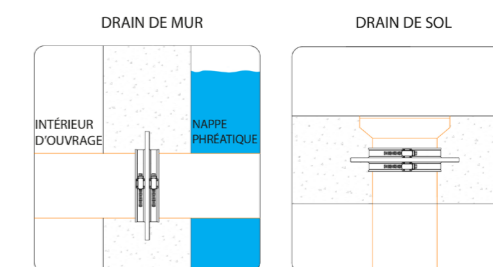 DRAIN DE MUR
DRAIN DE SOL
INTÉRIEUR
D'OUVRAGE
NAPPE
PHRÉATIQUE